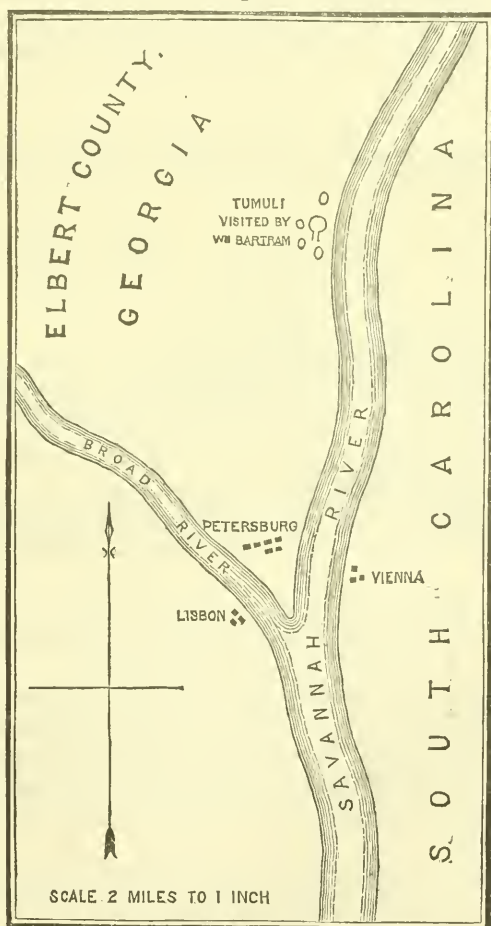 ELBERT COUNTY.
GEORGIA
TUMULI
VISITED BY
WM BARTRAM
SOUTH CAROLINA
BROAD RIVER
PETERSBURG
SAVANNAH RIVER
VIENNA
LISBON
SCALE 2 MILES TO 1 INCH